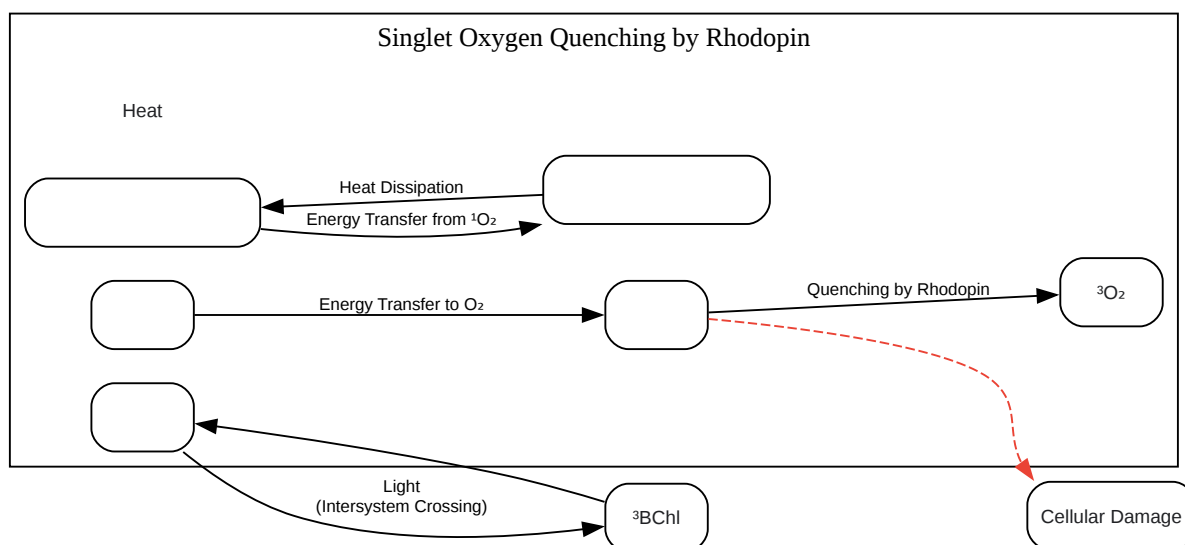 Singlet Oxygen Quenching by Rhodopin
Heat
Heat Dissipation
Energy Transfer from ¹O₂
Energy Transfer to O₂
Quenching by Rhodopin
³O₂
Light
(Intersystem Crossing)
³BChl
Cellular Damage